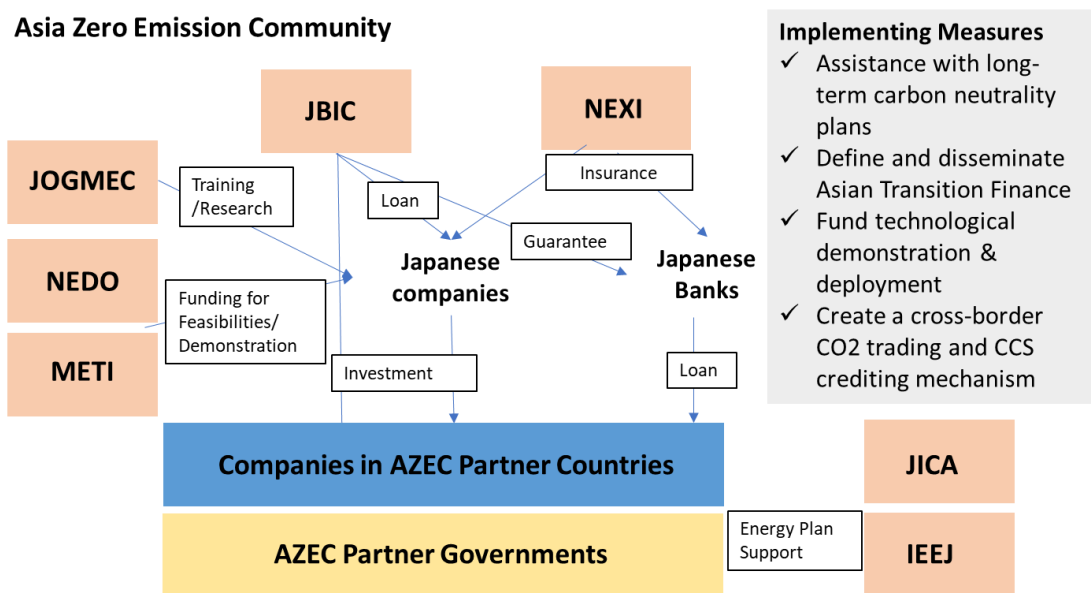 Asia Zero Emission Community
JBIC
NEXI
JOGMEC
Training
/Research
Loan
Insurance
Guarantee
NEDO
Japanese
companies
Japanese
Banks
Funding for
Feasibilities/
Demonstration
METI
Investment
Loan
Companies in AZEC Partner Countries
AZEC Partner Governments
Energy Plan
Support
JICA
IEEJ
Implementing Measures
✓ Assistance with long-
term carbon neutrality
plans
✓ Define and disseminate
Asian Transition Finance
✓ Fund technological
demonstration &
deployment
✓ Create a cross-border
CO2 trading and CCS
crediting mechanism